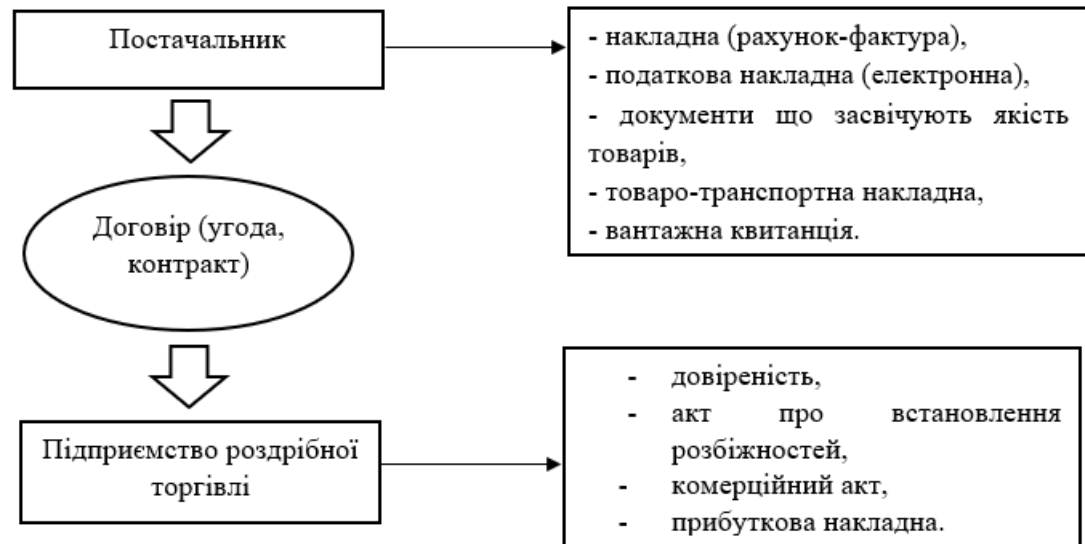 Постачальник
- накладна (рахунок-фактура),
- податкова накладна (електронна),
- документи що засвічують якість
товарів,
- товаро-транспортна накладна,
- вантажна квитанція.
Договір (угода,
контракт)
Підприємство роздрібної
торгівлі
- довіреність,
- акт про встановлення
розбіжностей,
- комерційний акт,
- прибуткова накладна.